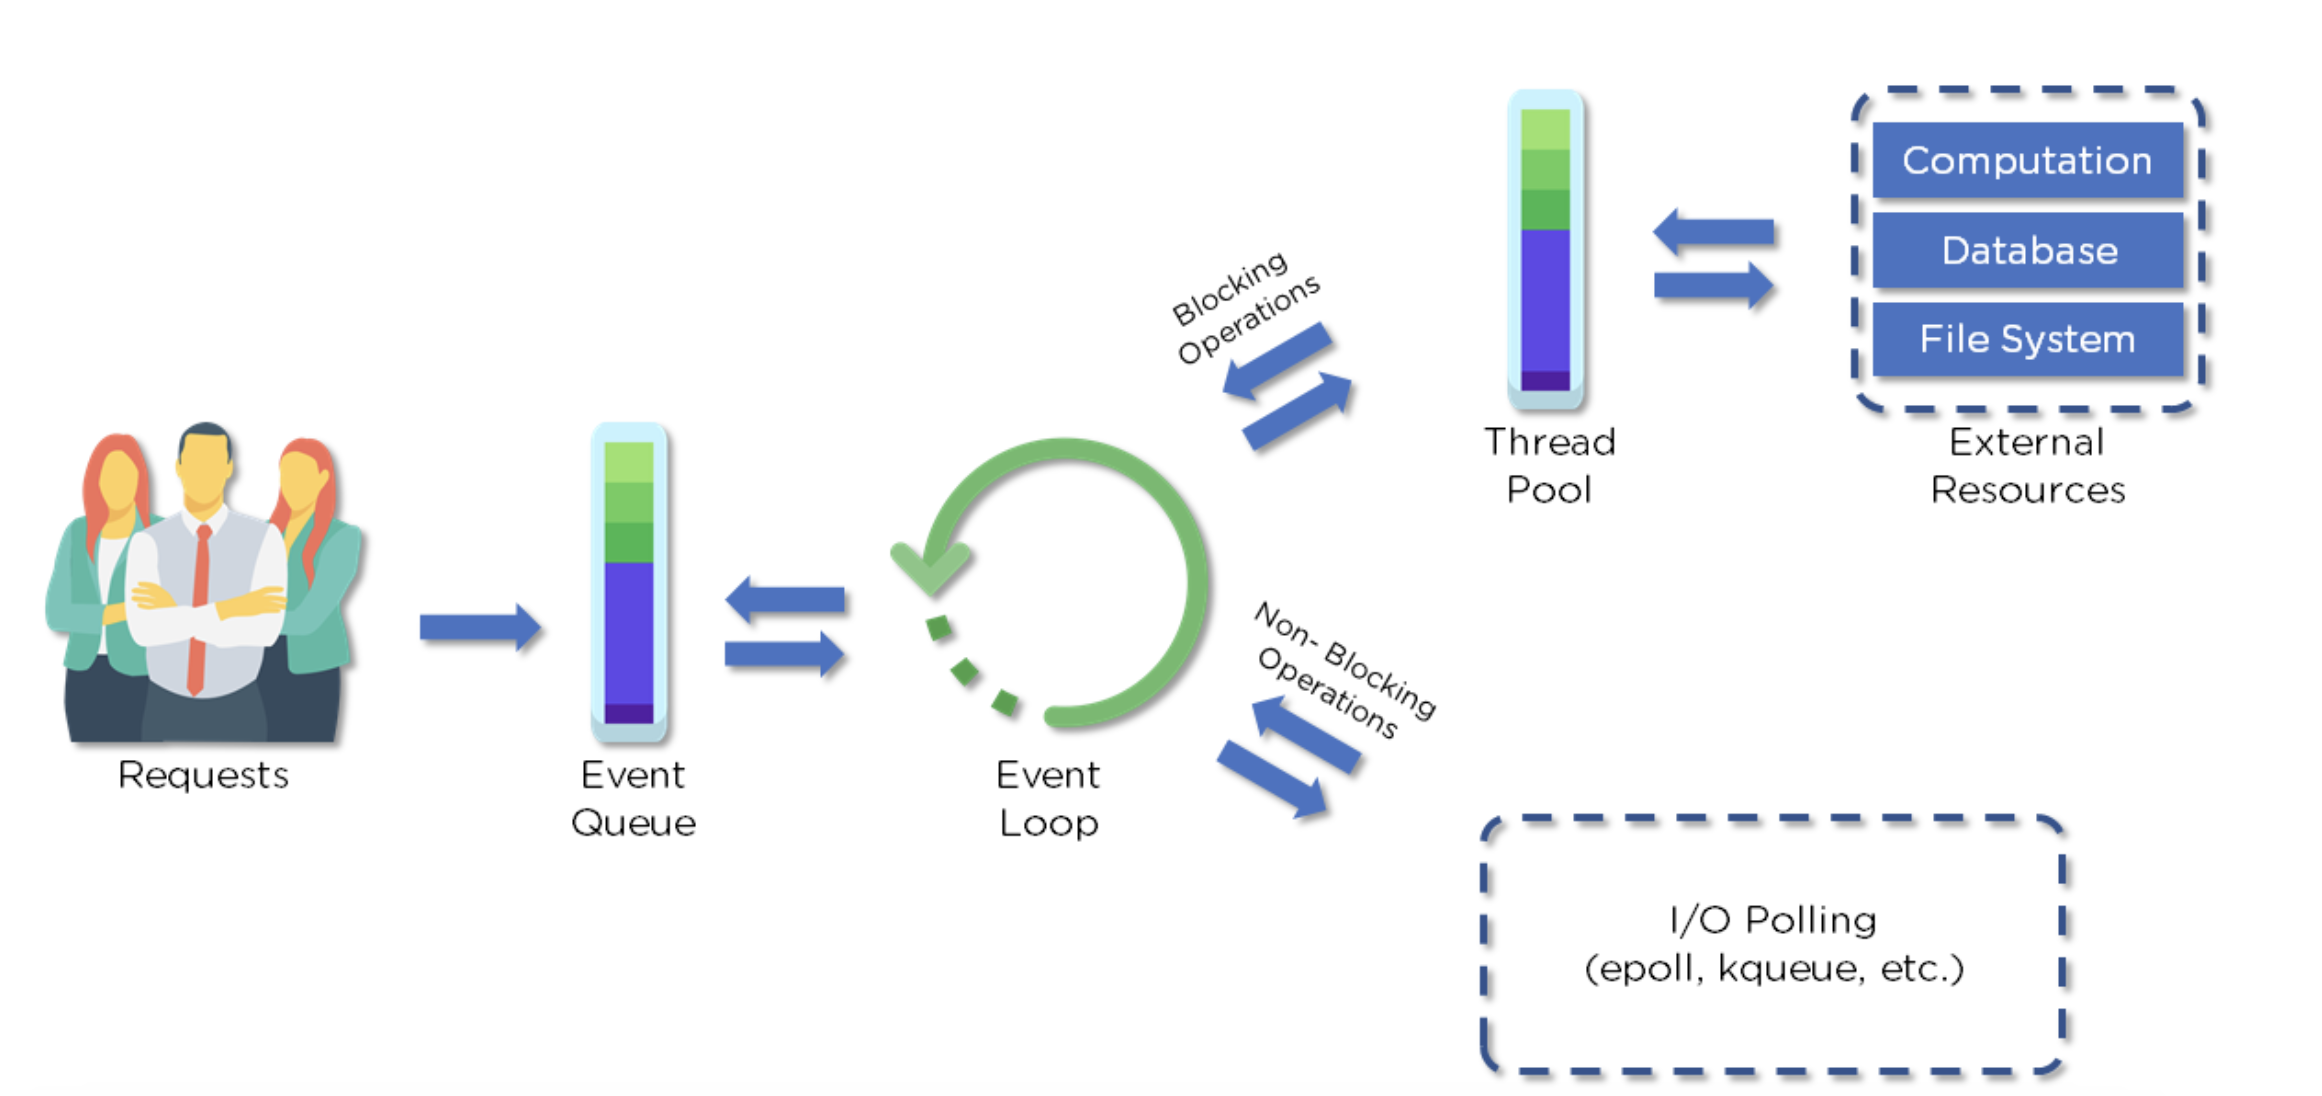 Requests
Event
Queue
Event
Loop
Blocking
Operations
Non- Blocking
Operations
Thread
Pool
Computation
Database
File System
External
Resources
I/O Polling
(epoll, kqueue, etc.)